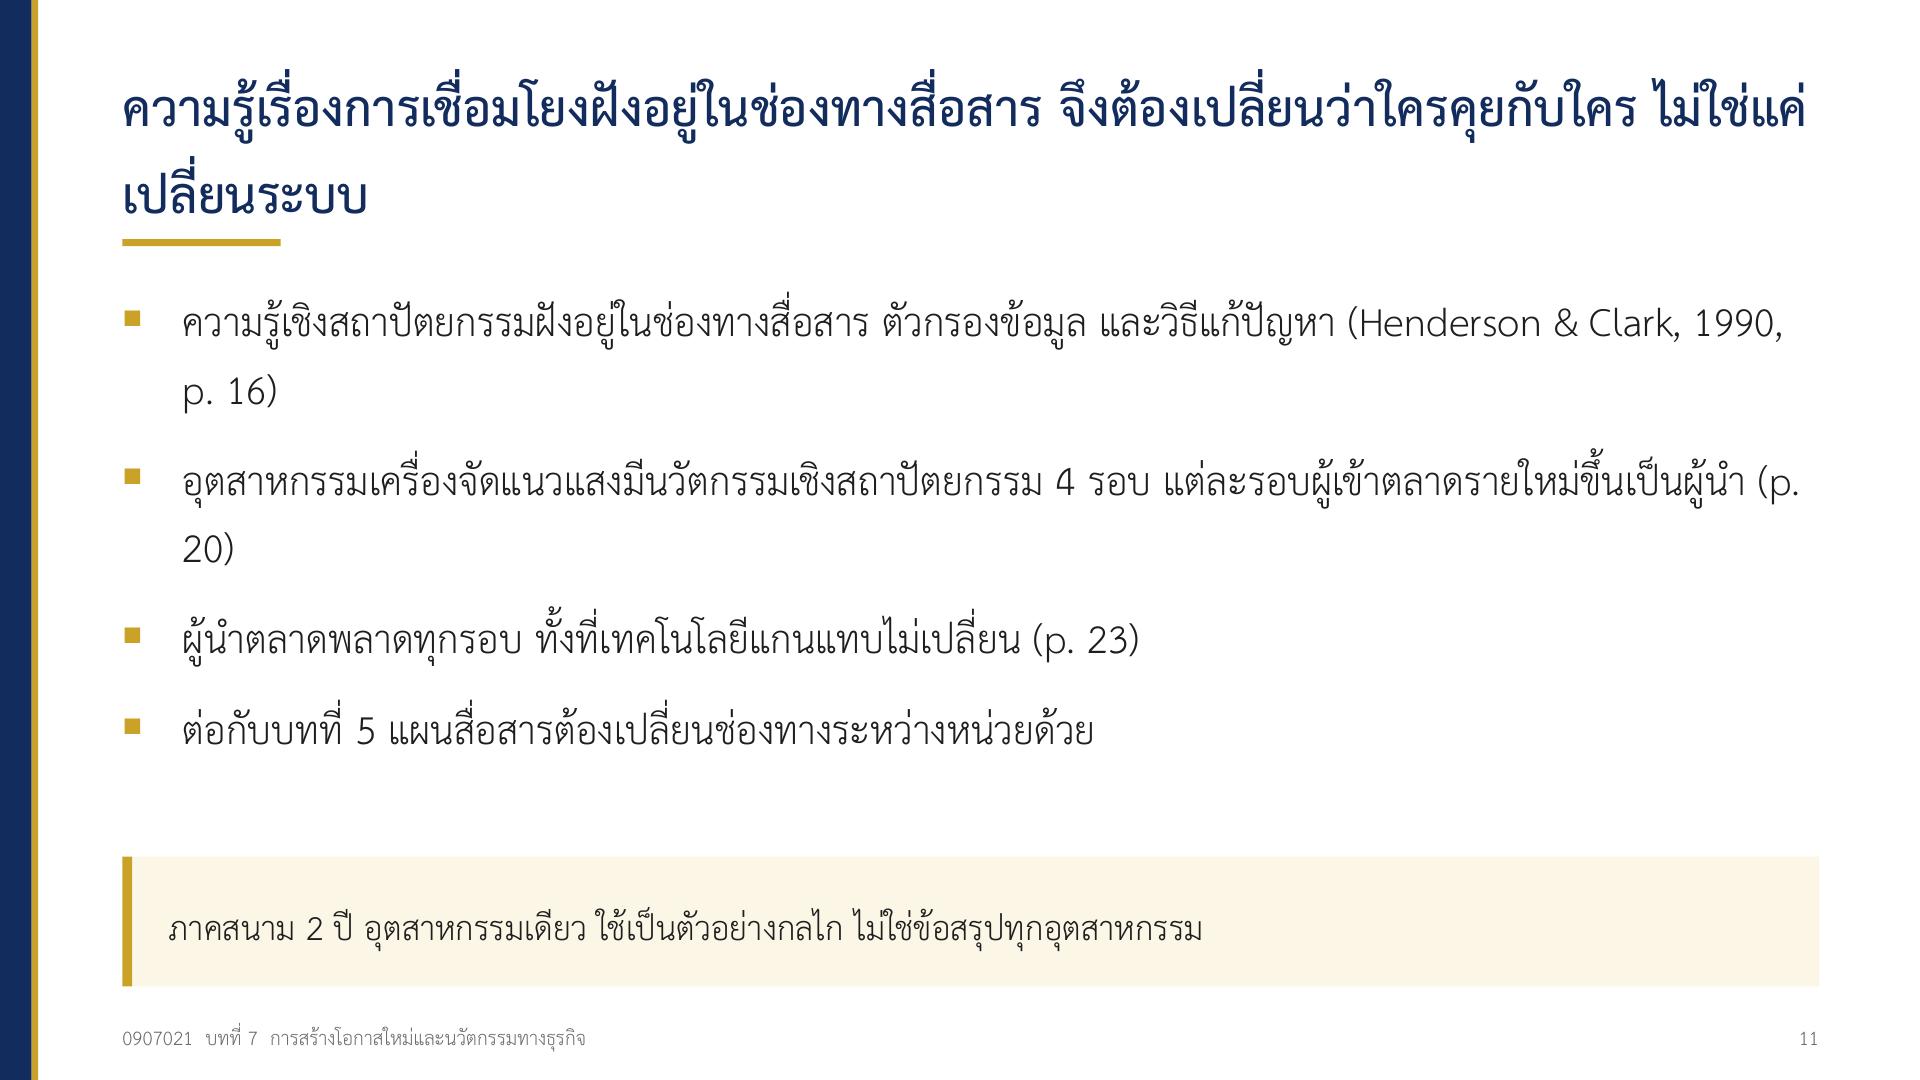 ความรู้เรื่องการเชื่อมโยงฝังอยู่ในช่องทางสื่อสาร จึงต้องเปลี่ยนว่าใครคุยกับใคร ไม่ใช่แค่
เปลี่ยนระบบ
ความรู้เชิงสถาปัตยกรรมฝังอยู่ในช่องทางสื่อสาร ตัวกรองข้อมูล และวิธีแก้ปัญหา (Henderson & Clark, 1990,
p. 16)
อุตสาหกรรมเครื่องจัดแนวแสงมีนวัตกรรมเชิงสถาปัตยกรรม 4 รอบ แต่ละรอบผู้เข้าตลาดรายใหม่ขึ้นเป็นผู้นำ (p.
20)
ผู้นำตลาดพลาดทุกรอบ ทั้งที่เทคโนโลยีแกนแทบไม่เปลี่ยน (p. 23)
ต่อกับบทที่ 5 แผนสื่อสารต้องเปลี่ยนช่องทางระหว่างหน่วยด้วย
ภาคสนาม 2 ปี อุตสาหกรรมเดียว ใช้เป็นตัวอย่างกลไก ไม่ใช่ข้อสรุปทุกอุตสาหกรรม
0907021 บทที่ 7 การสร้างโอกาสใหม่และนวัตกรรมทางธุรกิจ
11